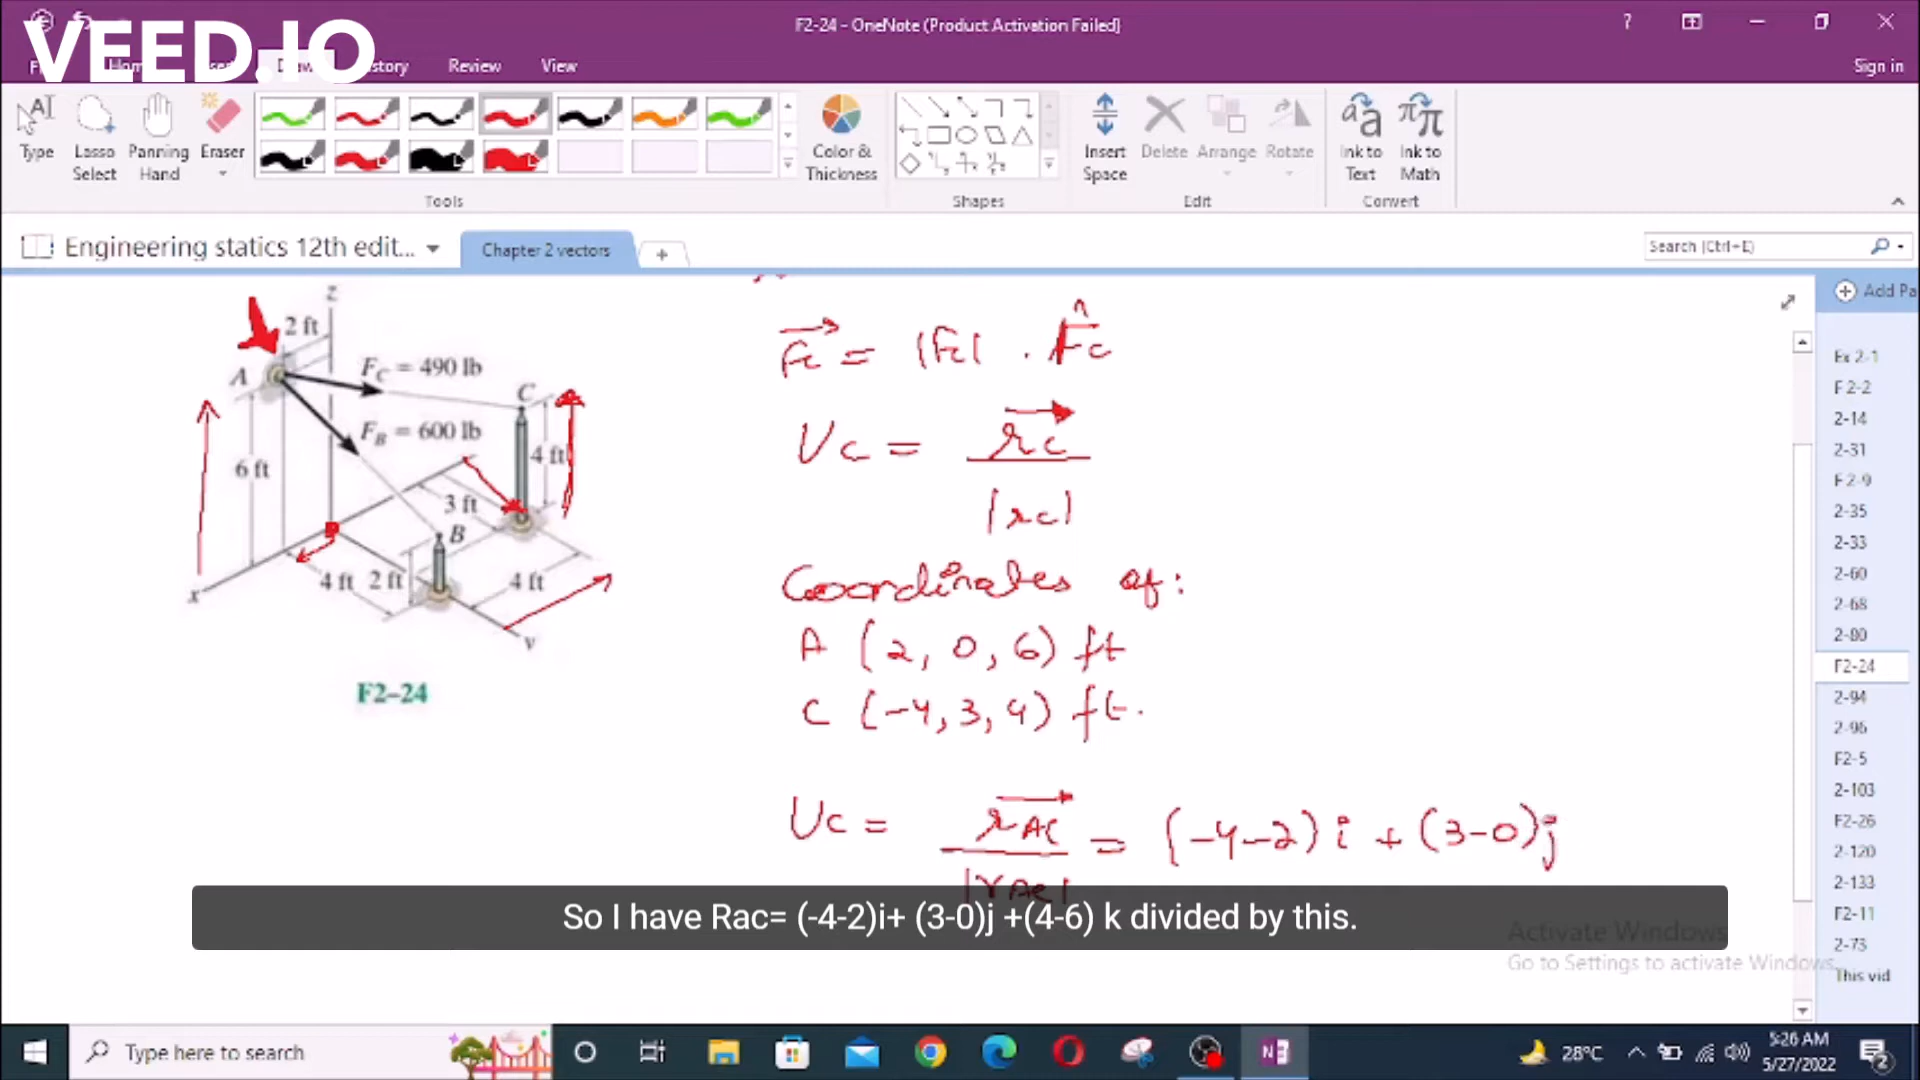 VEED.IO
F2-24 - OneNote (Product Activation Failed)
Review View
Sign in
Type
Lasso Select
Panning Hand
Eraser
Color & Thickness
Insert Space
Delete
Arrange
Rotate
Ink to Text
Ink to Math
Tools
Shapes
Edit
Convert
Engineering statics 12th edit...
Chapter 2 vectors
Search (Ctrl+E)
Add Pa
z
2 ft
A
F_C = 490 lb
C
F_B = 600 lb
4 ft
6 ft
3 ft
B
4 ft 2 ft
4 ft
x
y
F2–24
Fc = |Fc| . Fc
Uc = rc
|rc|
Coordinates of:
A (2, 0, 6) ft
C (-4, 3, 4) ft.
Uc = rAC = (-4-2) i + (3-0)j
|rAC|
So I have Rac= (-4-2)i+ (3-0)j +(4-6) k divided by this.
Activate Windows
Go to Settings to activate Windows.
Ex 2-1
F 2-2
2-14
2-31
F 2-9
2-35
2-33
2-60
2-68
2-80
F2-24
2-94
2-96
F2-5
2-103
F2-26
2-120
2-133
F2-11
2-73
This vid
Type here to search
28°C
5:26 AM
5/27/2022
2